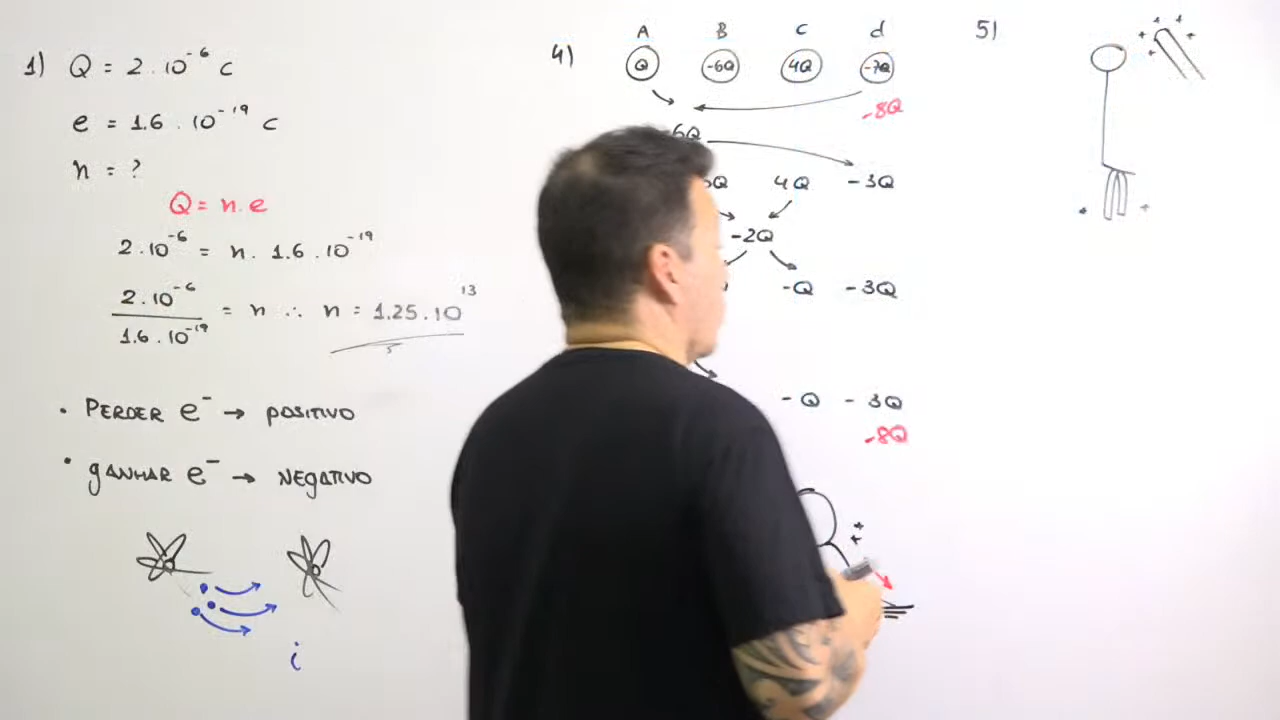 1) Q = 2.10⁻⁶ C
e = 1.6 . 10⁻¹⁹ C
n = ?
Q = n.e
2.10⁻⁶ = n. 1.6 .10⁻¹⁹
2.10⁻⁶
1.6 .10⁻¹⁹
= n ∴ n = 1.25.10¹³
• PERDER e⁻ → POSITIVO
• GANHAR e⁻ → NEGATIVO
i
4) A B C d
Q -6Q 4Q -7Q
-8Q
-6Q
4Q -3Q
-2Q
-Q -3Q
-Q -3Q
-8Q
+ +
5)
+ + + + +
+ +